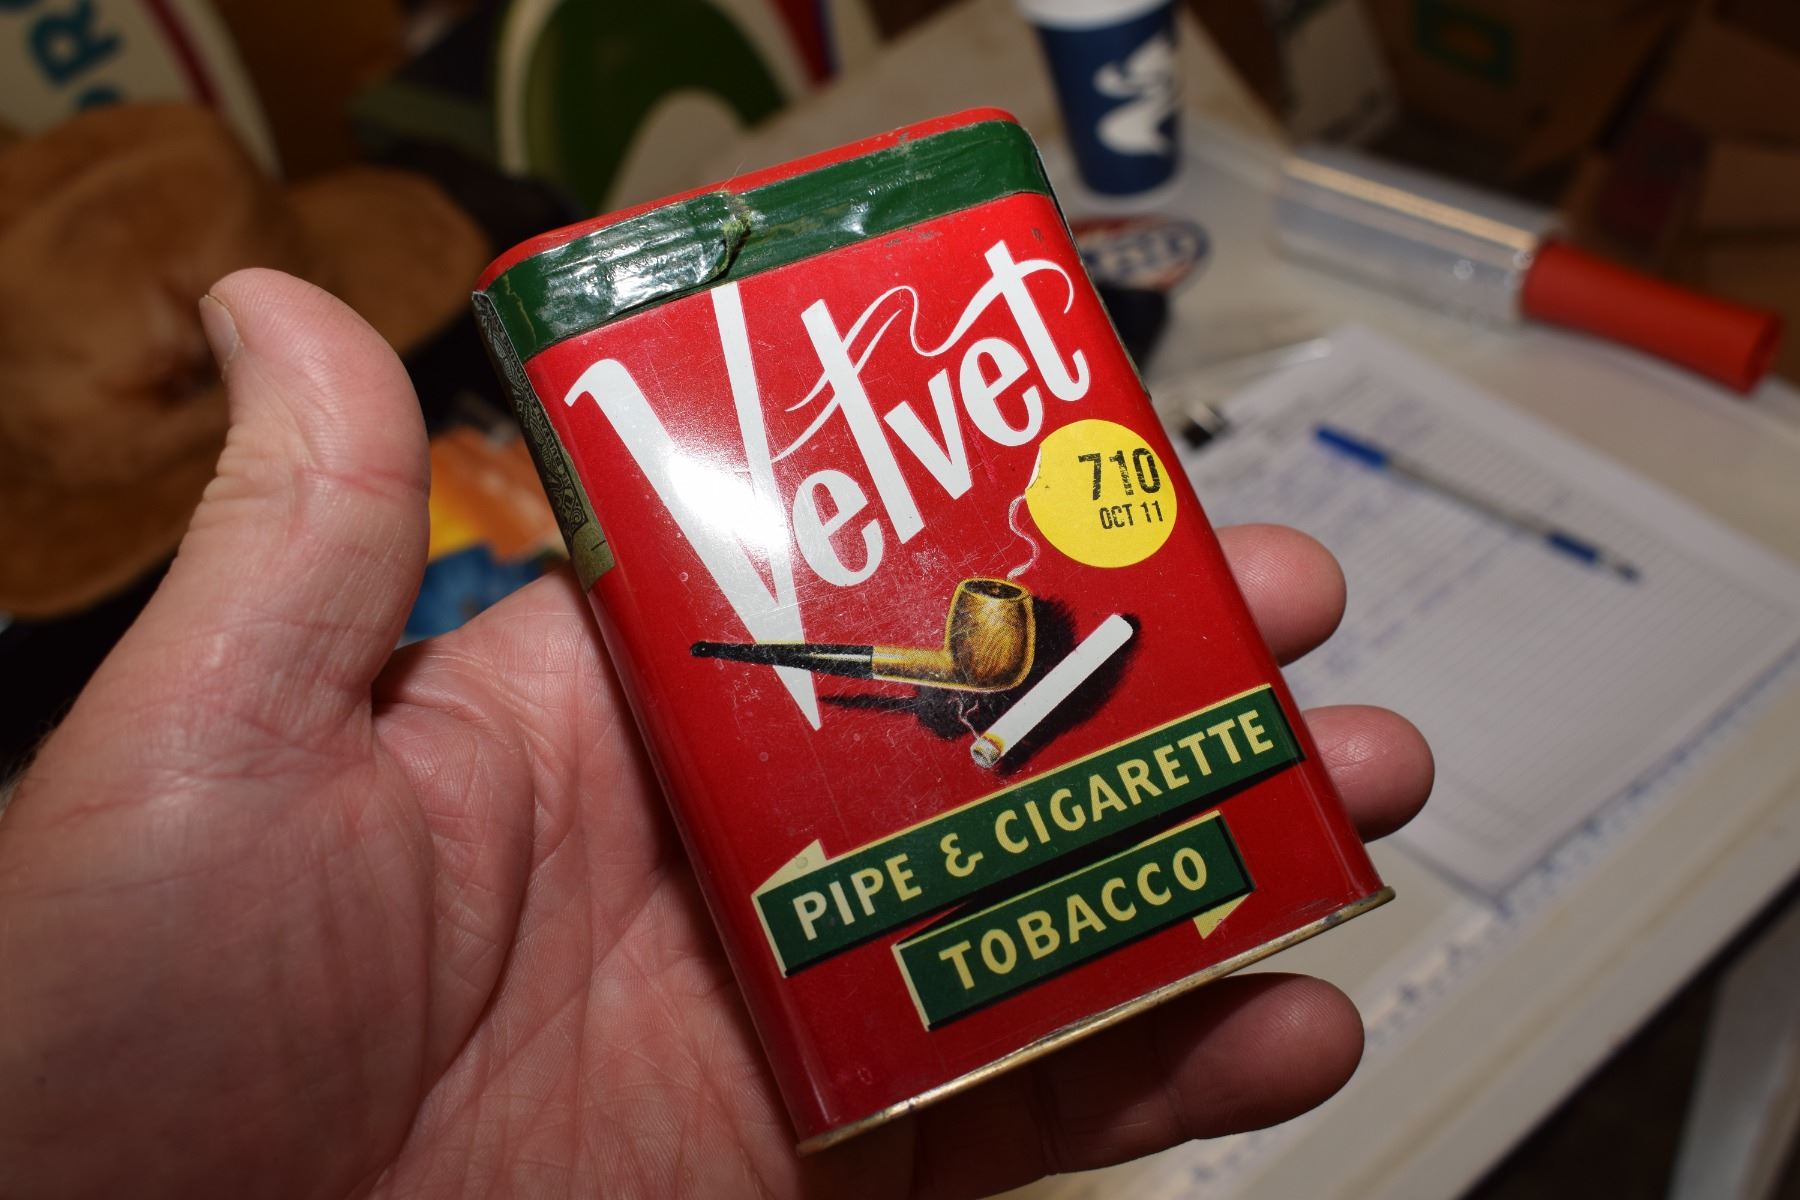 Velvet
710
OCT 11
PIPE & CIGARETTE
TOBACCO